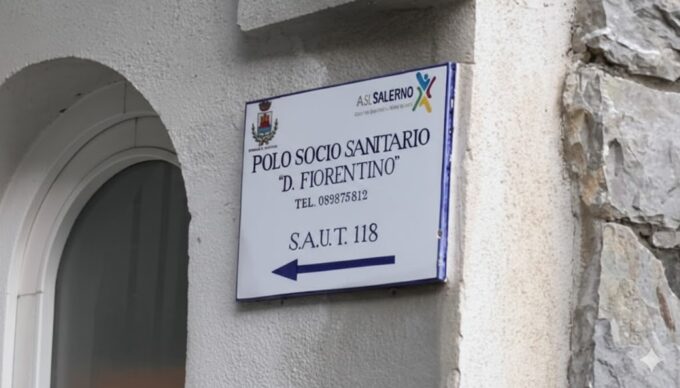 ASL SALERNO
POLO SOCIO SANITARIO
"D. FIORENTINO"
TEL. 089875812
S.A.U.T. 118